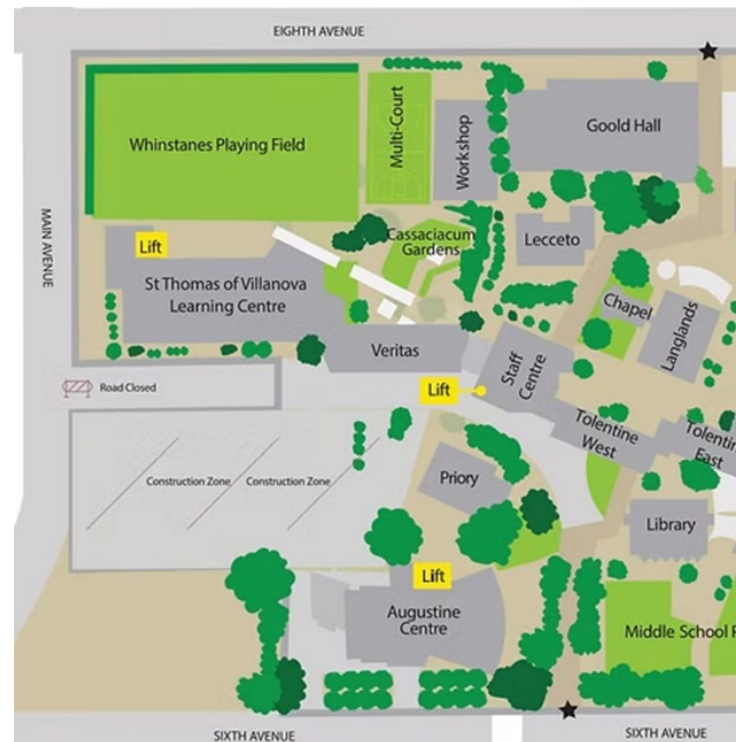 EIGHTH AVENUE
MAIN AVENUE
Whinstanes Playing Field
Multi-Court
Workshop
Goold Hall
Lift
St Thomas of Villanova
Learning Centre
Cassaciacum
Gardens
Lecceto
Chapel
Langlands
Veritas
Staff
Centre
Lift
Road Closed
Tolentine
West
Tolentin
East
Construction Zone
Construction Zone
Priory
Library
Lift
Augustine
Centre
Middle School P
SIXTH AVENUE
SIXTH AVENUE